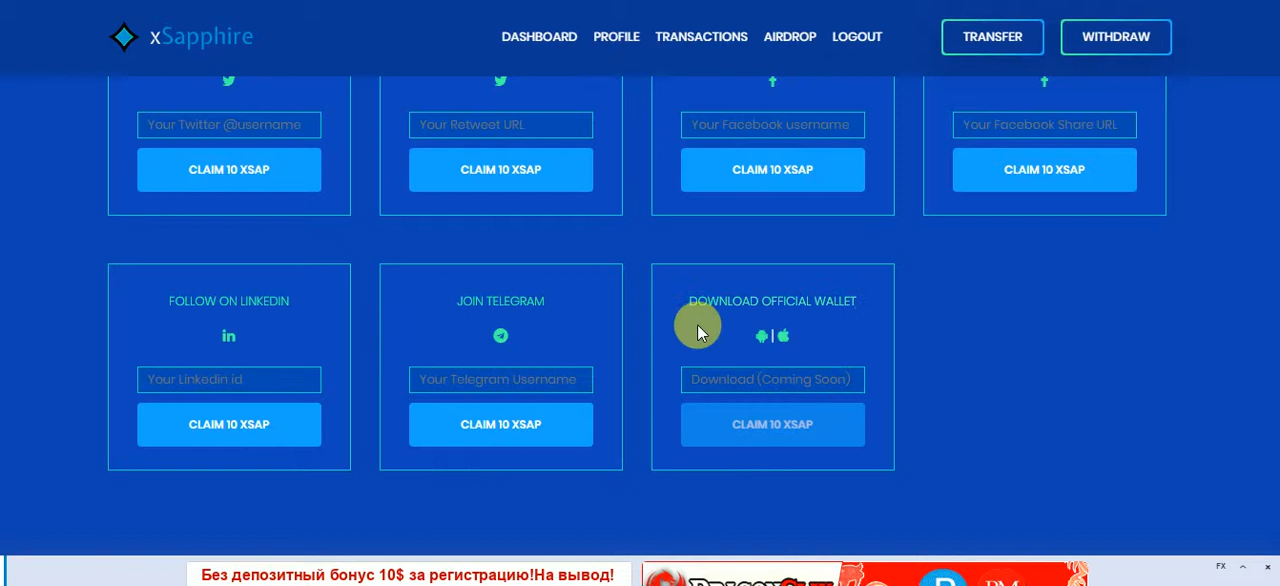 xSapphire
DASHBOARD PROFILE TRANSACTIONS AIRDROP LOGOUT TRANSFER WITHDRAW
Your Twitter @username
Your Retweet URL
Your Facebook username
Your Facebook Share URL
CLAIM 10 XSAP
CLAIM 10 XSAP
CLAIM 10 XSAP
CLAIM 10 XSAP
FOLLOW ON LINKEDIN
JOIN TELEGRAM
DOWNLOAD OFFICIAL WALLET
in
|
Your Linkedin id
Your Telegram Username
Download (Coming Soon)
CLAIM 10 XSAP
CLAIM 10 XSAP
CLAIM 10 XSAP
FX
Без депозитный бонус 10$ за регистрацию!На вывод!